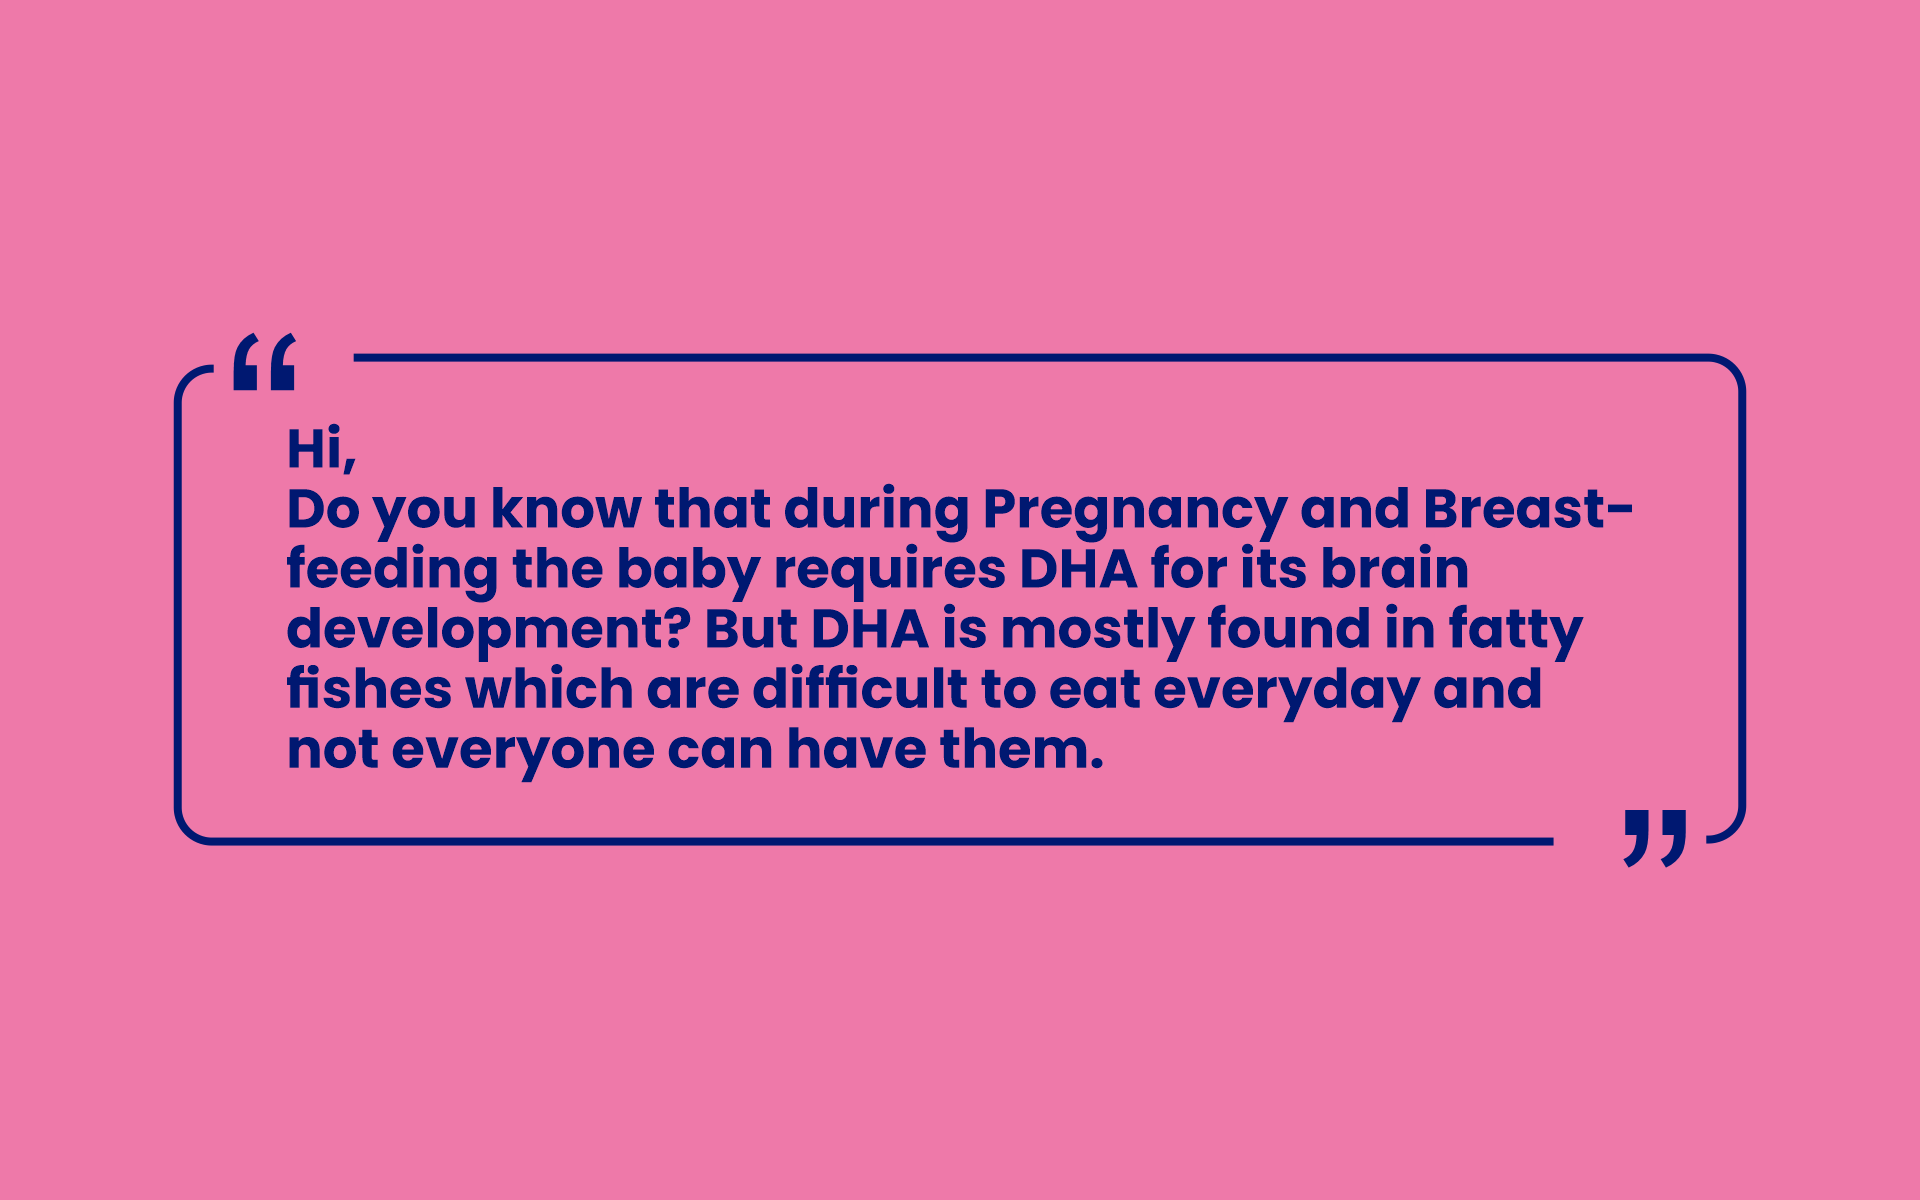 “
Hi,
Do you know that during Pregnancy and Breast-
feeding the baby requires DHA for its brain
development? But DHA is mostly found in fatty
fishes which are difficult to eat everyday and
not everyone can have them.
”